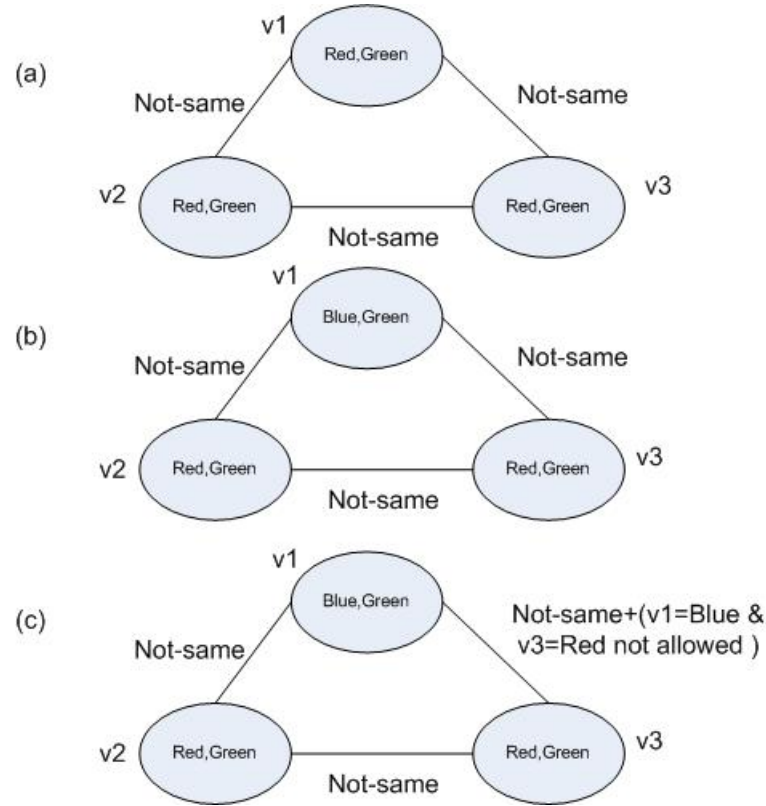 v1
Red,Green
(a)
Not-same
Not-same
v2
Red,Green
Red,Green
v3
Not-same
v1
Blue,Green
(b)
Not-same
Not-same
v2
Red,Green
Red,Green
v3
Not-same
v1
Blue,Green
(c)
Not-same
Not-same+(v1=Blue &
v3=Red not allowed )
v2
Red,Green
Red,Green
v3
Not-same